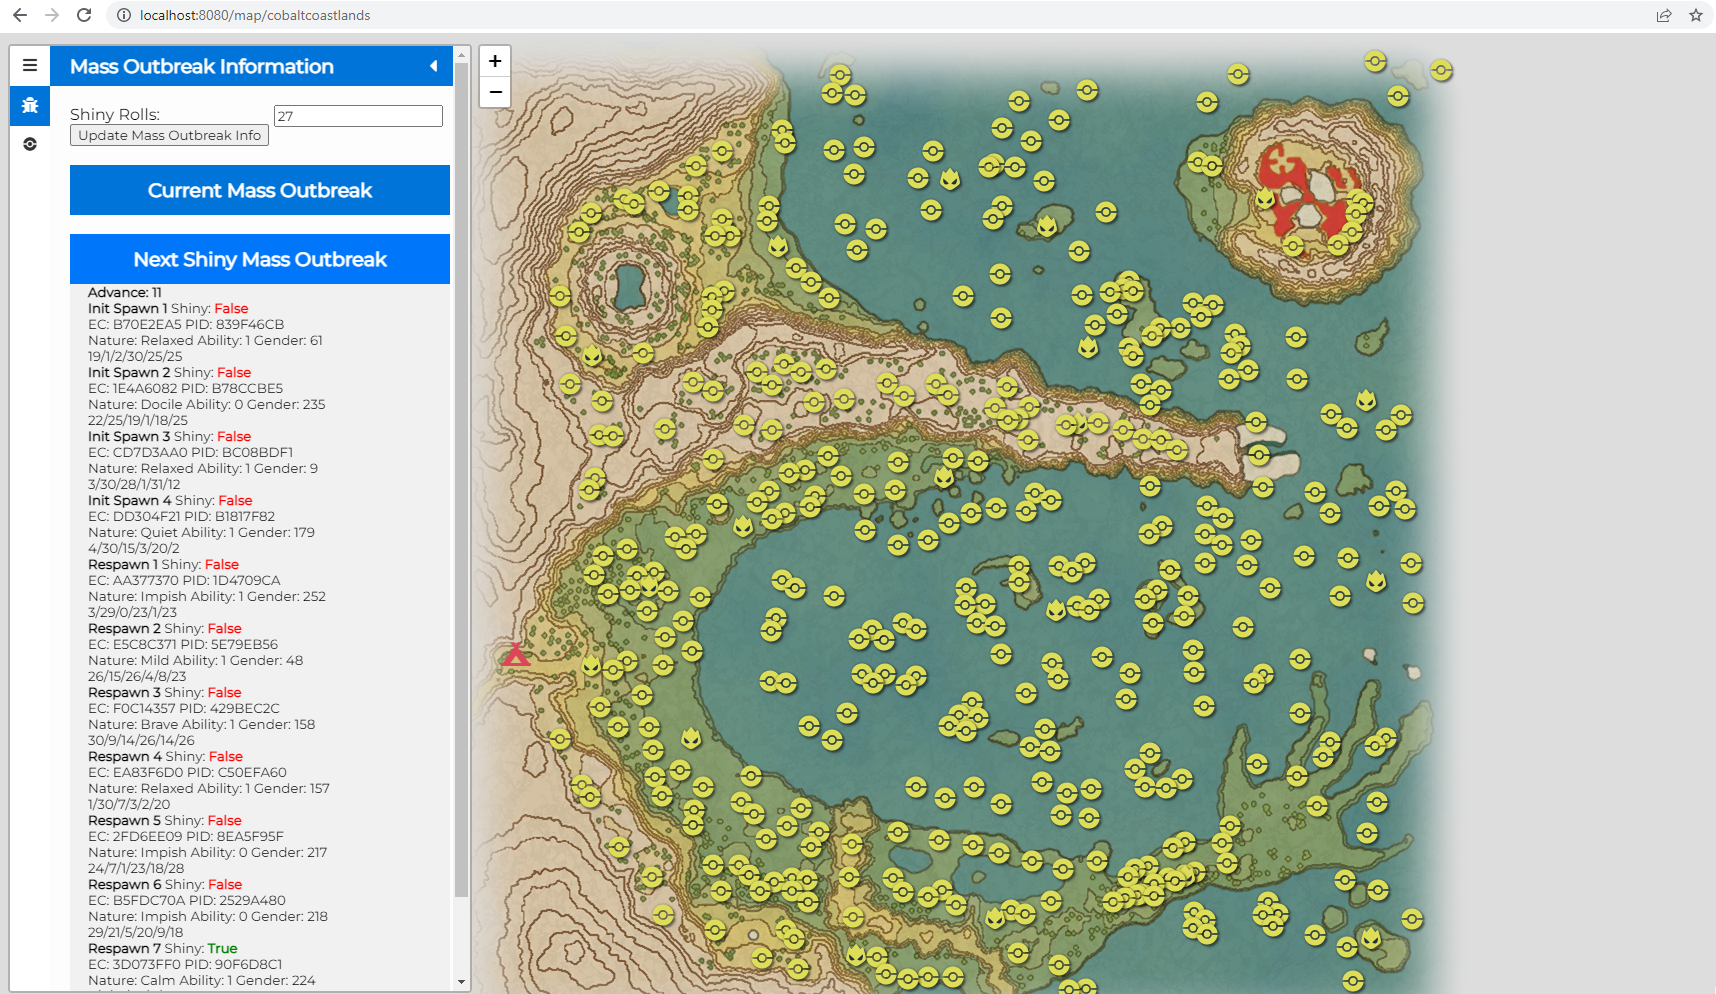 localhost:8080/map/cobaltcoastlands
Mass Outbreak Information
Shiny Rolls: 27
Update Mass Outbreak Info
Current Mass Outbreak
Next Shiny Mass Outbreak
Advance: 11
Init Spawn 1 Shiny: False
EC: B70E2EA5 PID: 839F46CB
Nature: Relaxed Ability: 1 Gender: 61
19/1/2/30/25/25
Init Spawn 2 Shiny: False
EC: 1E4A6082 PID: B78CCBE5
Nature: Docile Ability: 0 Gender: 235
22/25/19/1/18/25
Init Spawn 3 Shiny: False
EC: CD7D3AA0 PID: BC08BDF1
Nature: Relaxed Ability: 1 Gender: 9
3/30/28/1/31/12
Init Spawn 4 Shiny: False
EC: DD304F21 PID: B1817F82
Nature: Quiet Ability: 1 Gender: 179
4/30/15/3/20/2
Respawn 1 Shiny: False
EC: AA377370 PID: 1D4709CA
Nature: Impish Ability: 1 Gender: 252
3/29/0/23/1/23
Respawn 2 Shiny: False
EC: E5C8C371 PID: 5E79EB56
Nature: Mild Ability: 1 Gender: 48
26/15/26/4/8/23
Respawn 3 Shiny: False
EC: F0C14357 PID: 429BEC2C
Nature: Brave Ability: 1 Gender: 158
30/9/14/26/14/26
Respawn 4 Shiny: False
EC: EA83F6D0 PID: C50EFA60
Nature: Relaxed Ability: 1 Gender: 157
1/30/7/3/2/20
Respawn 5 Shiny: False
EC: 2FD6EE09 PID: 8EA5F95F
Nature: Impish Ability: 0 Gender: 217
24/7/1/23/18/28
Respawn 6 Shiny: False
EC: B5FDC70A PID: 2529A480
Nature: Impish Ability: 0 Gender: 218
29/21/5/20/9/18
Respawn 7 Shiny: True
EC: 3D073FF0 PID: 90F6D8C1
Nature: Calm Ability: 1 Gender: 224